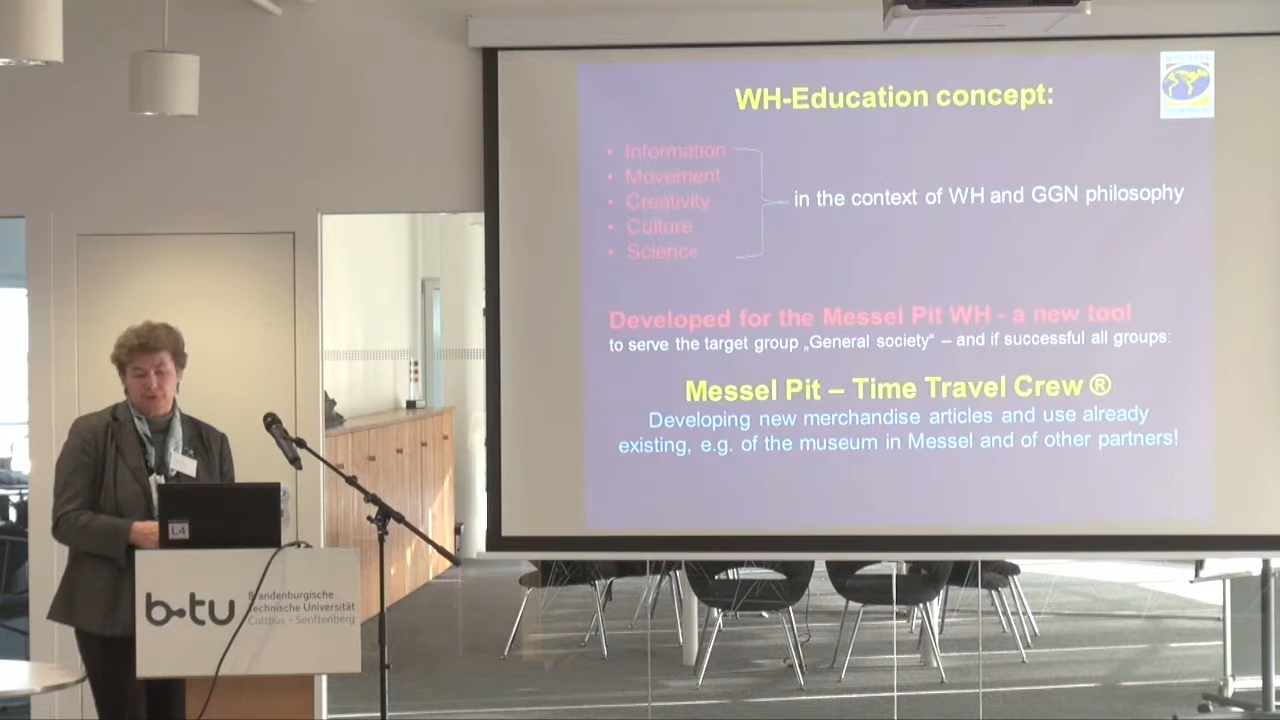 WH-Education concept:
• Information
• Movement
• Creativity
• Culture
• Science
in the context of WH and GGN philosophy
Developed for the Messel Pit WH - a new tool
to serve the target group „General society“ – and if successful all groups:
Messel Pit – Time Travel Crew ®
Developing new merchandise articles and use already
existing, e.g. of the museum in Messel and of other partners!
L4
b-tu
Brandenburgische
Technische Universität
Cottbus - Senftenberg